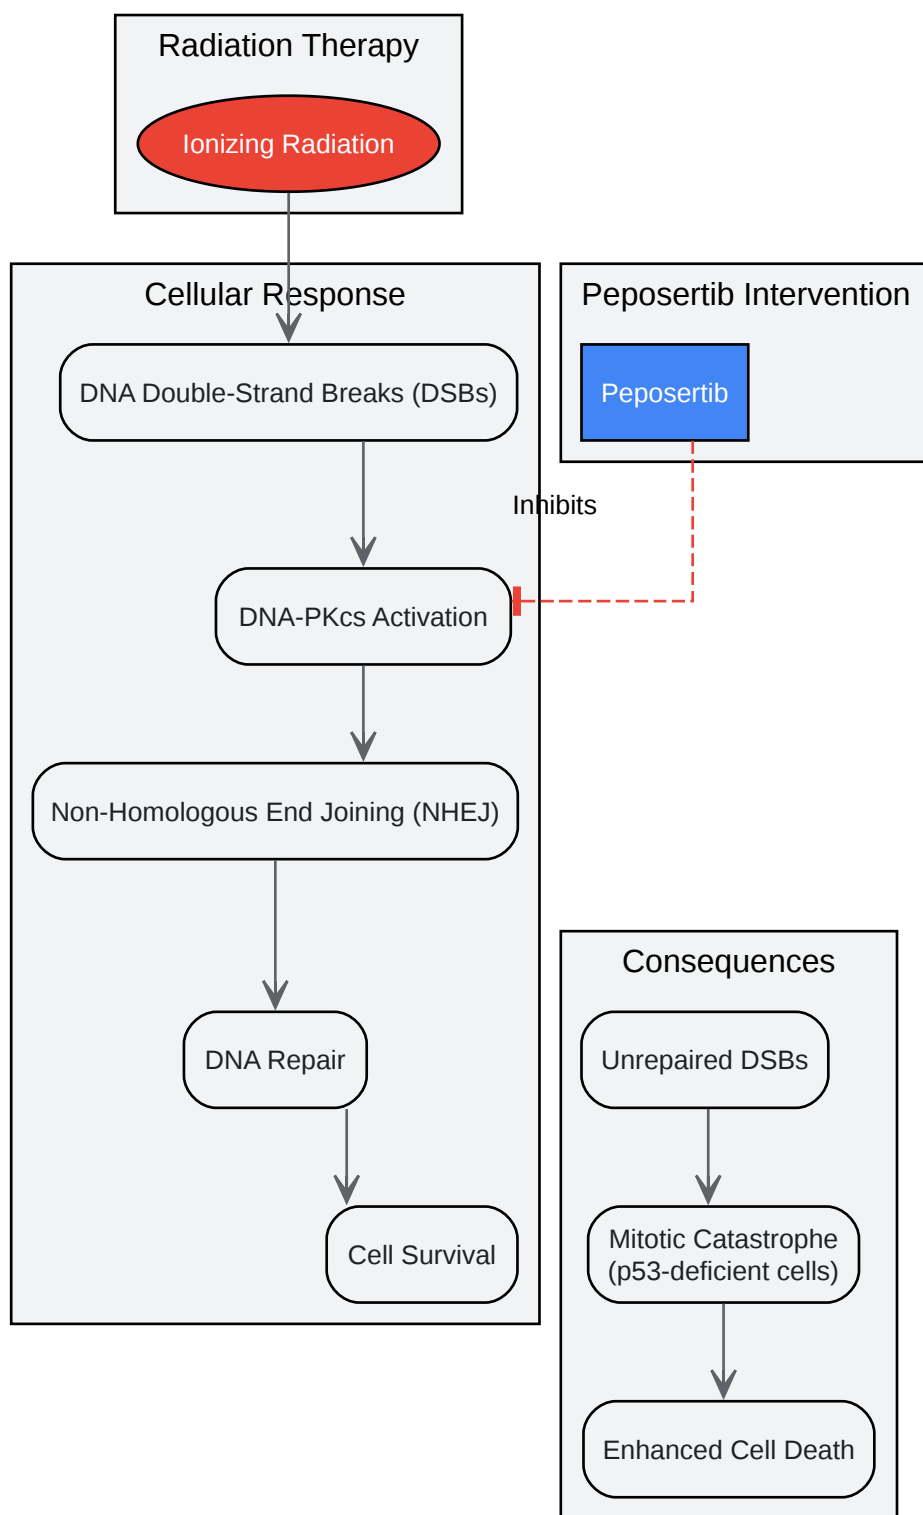 Radiation Therapy
Ionizing Radiation
Cellular Response
DNA Double-Strand Breaks (DSBs)
Peposertib Intervention
Peposertib
Inhibits
DNA-PKcs Activation
Non-Homologous End Joining (NHEJ)
DNA Repair
Cell Survival
Consequences
Unrepaired DSBs
Mitotic Catastrophe
(p53-deficient cells)
Enhanced Cell Death